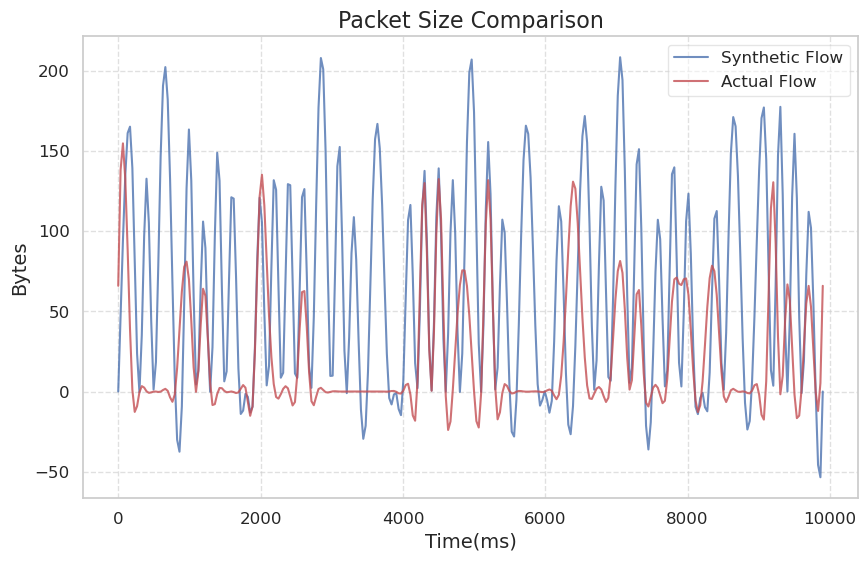 Packet Size Comparison
Synthetic Flow
Actual Flow
200
150
100
50
0
−50
Bytes
0 2000 4000 6000 8000 10000
Time(ms)